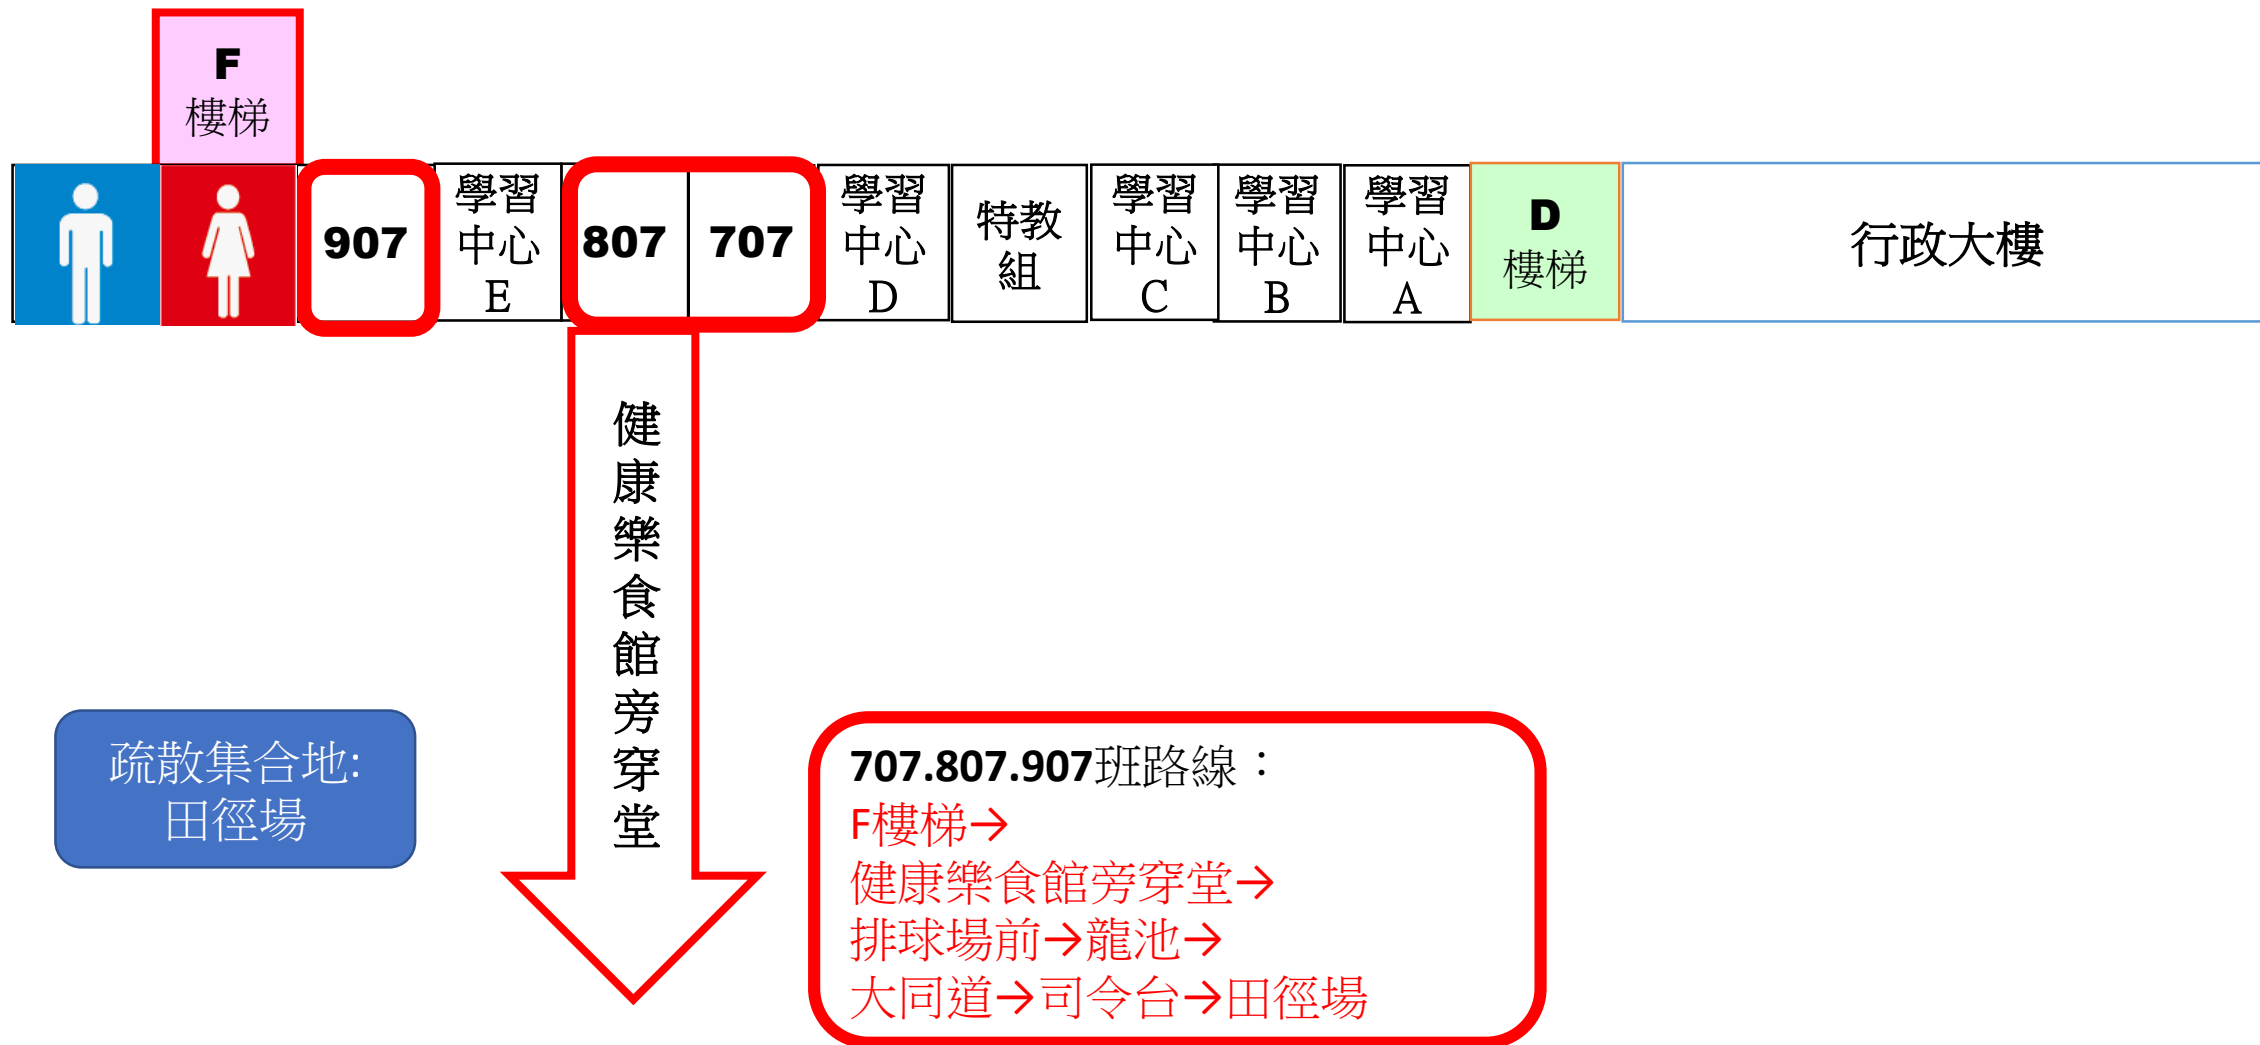 F
樓梯
907
學習
中心
E
807
707
學習
中心
D
特教
組
學習
中心
C
學習
中心
B
學習
中心
A
D
樓梯
行政大樓
健康樂食館旁穿堂
疏散集合地:
田徑場
707.807.907班路線：
F樓梯→
健康樂食館旁穿堂→
排球場前→龍池→
大同道→司令台→田徑場